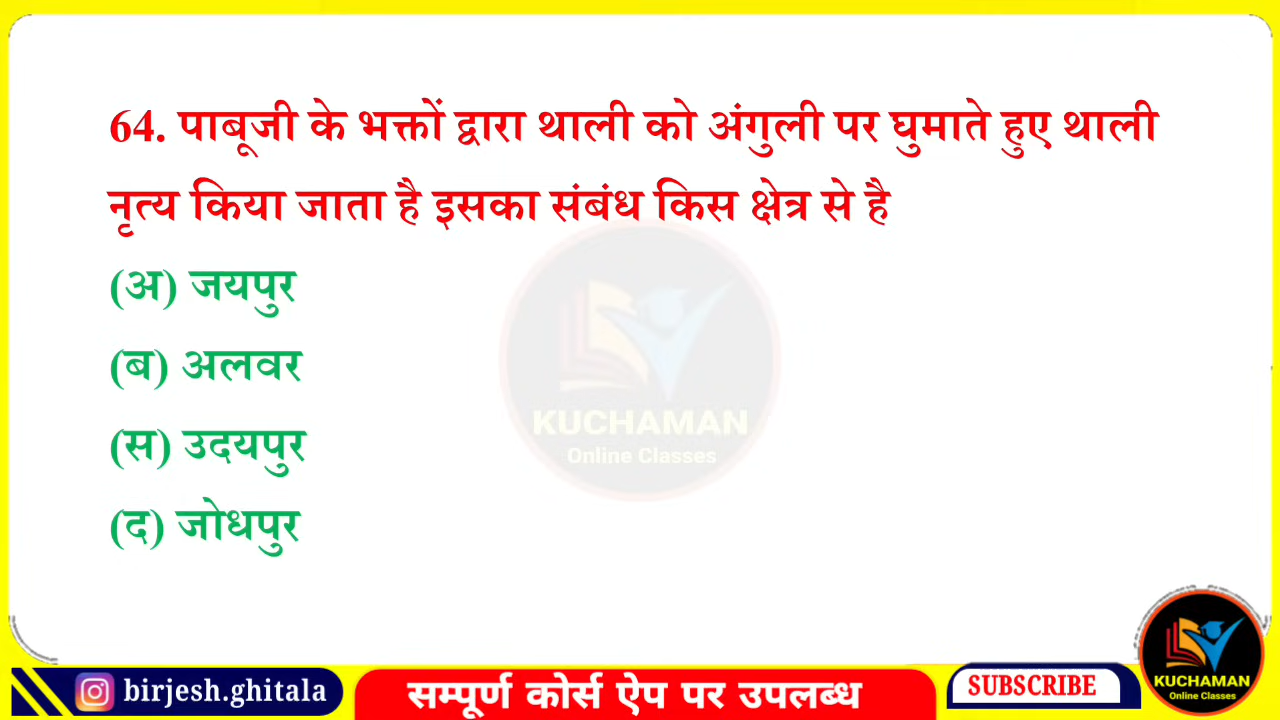 64. पाबूजी के भक्तों द्वारा थाली को अंगुली पर घुमाते हुए थाली
नृत्य किया जाता है इसका संबंध किस क्षेत्र से है
(अ) जयपुर
(ब) अलवर
(स) उदयपुर
(द) जोधपुर
KUCHAMAN
Online Classes
birjesh.ghitala
सम्पूर्ण कोर्स ऐप पर उपलब्ध
SUBSCRIBE
KUCHAMAN
Online Classes